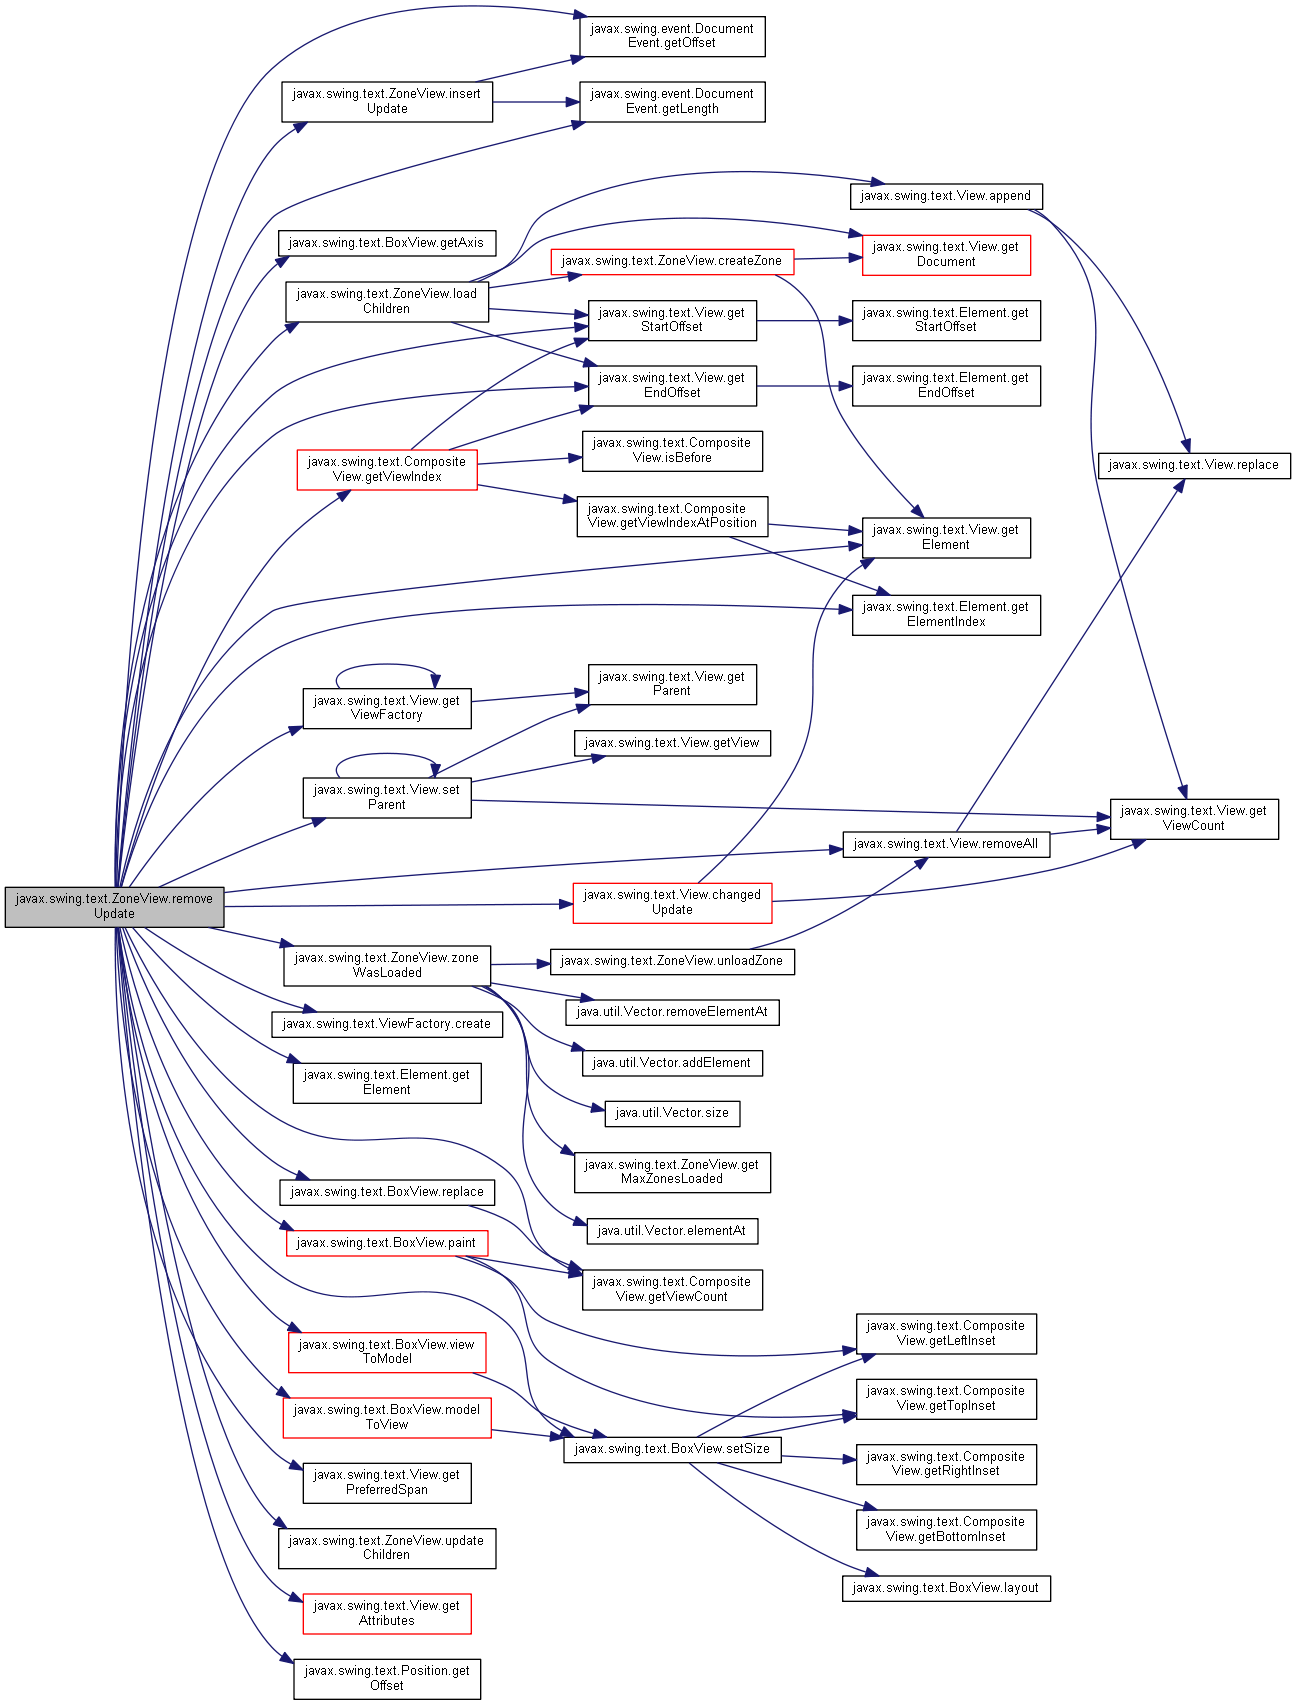 javax.swing.event.Document
Event.getOffset
javax.swing.text.ZoneView.insert
Update
javax.swing.event.Document
Event.getLength
javax.swing.text.View.append
javax.swing.text.BoxView.getAxis
javax.swing.text.ZoneView.createZone
javax.swing.text.View.get
Document
javax.swing.text.ZoneView.load
Children
javax.swing.text.View.get
StartOffset
javax.swing.text.Element.get
StartOffset
javax.swing.text.View.get
EndOffset
javax.swing.text.Element.get
EndOffset
javax.swing.text.Composite
View.getViewIndex
javax.swing.text.Composite
View.isBefore
javax.swing.text.View.replace
javax.swing.text.Composite
View.getViewIndexAtPosition
javax.swing.text.View.get
Element
javax.swing.text.Element.get
ElementIndex
javax.swing.text.View.get
ViewFactory
javax.swing.text.View.get
Parent
javax.swing.text.View.getView
javax.swing.text.View.set
Parent
javax.swing.text.View.get
ViewCount
javax.swing.text.View.removeAll
javax.swing.text.ZoneView.remove
Update
javax.swing.text.View.changed
Update
javax.swing.text.ZoneView.zone
WasLoaded
javax.swing.text.ZoneView.unloadZone
java.util.Vector.removeElementAt
javax.swing.text.ViewFactory.create
java.util.Vector.addElement
javax.swing.text.Element.get
Element
java.util.Vector.size
javax.swing.text.ZoneView.get
MaxZonesLoaded
javax.swing.text.BoxView.replace
java.util.Vector.elementAt
javax.swing.text.BoxView.paint
javax.swing.text.Composite
View.getViewCount
javax.swing.text.Composite
View.getLeftInset
javax.swing.text.BoxView.view
ToModel
javax.swing.text.Composite
View.getTopInset
javax.swing.text.BoxView.model
ToView
javax.swing.text.BoxView.setSize
javax.swing.text.Composite
View.getRightInset
javax.swing.text.View.get
PreferredSpan
javax.swing.text.Composite
View.getBottomInset
javax.swing.text.ZoneView.update
Children
javax.swing.text.BoxView.layout
javax.swing.text.View.get
Attributes
javax.swing.text.Position.get
Offset